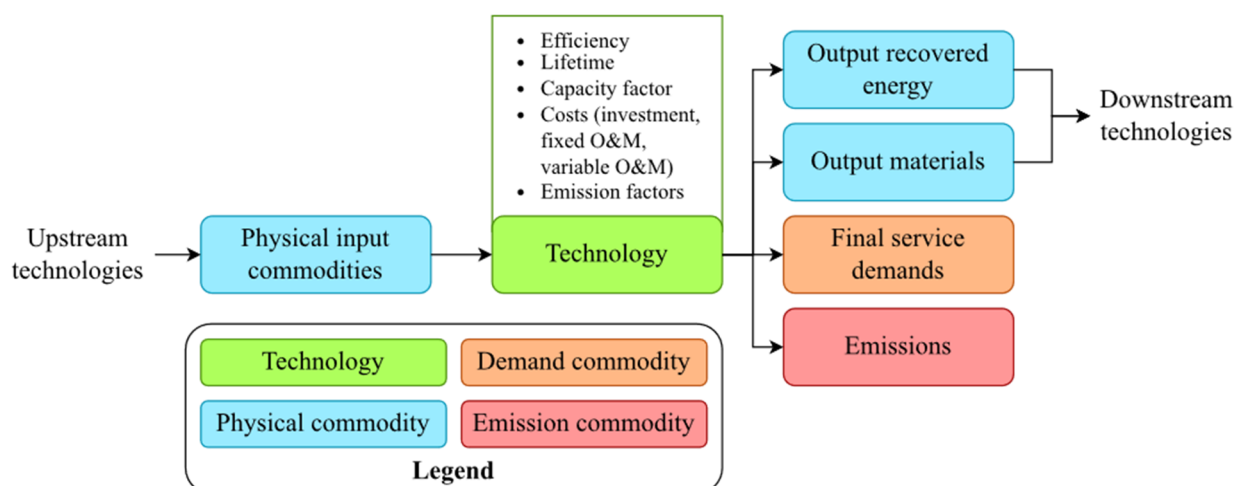 • Efficiency
• Lifetime
• Capacity factor
• Costs (investment,
fixed O&M,
variable O&M)
• Emission factors
Upstream
technologies
Physical input
commodities
Technology
Output recovered
energy
Output materials
Final service
demands
Emissions
Downstream
technologies
Technology
Demand commodity
Physical commodity
Emission commodity
Legend